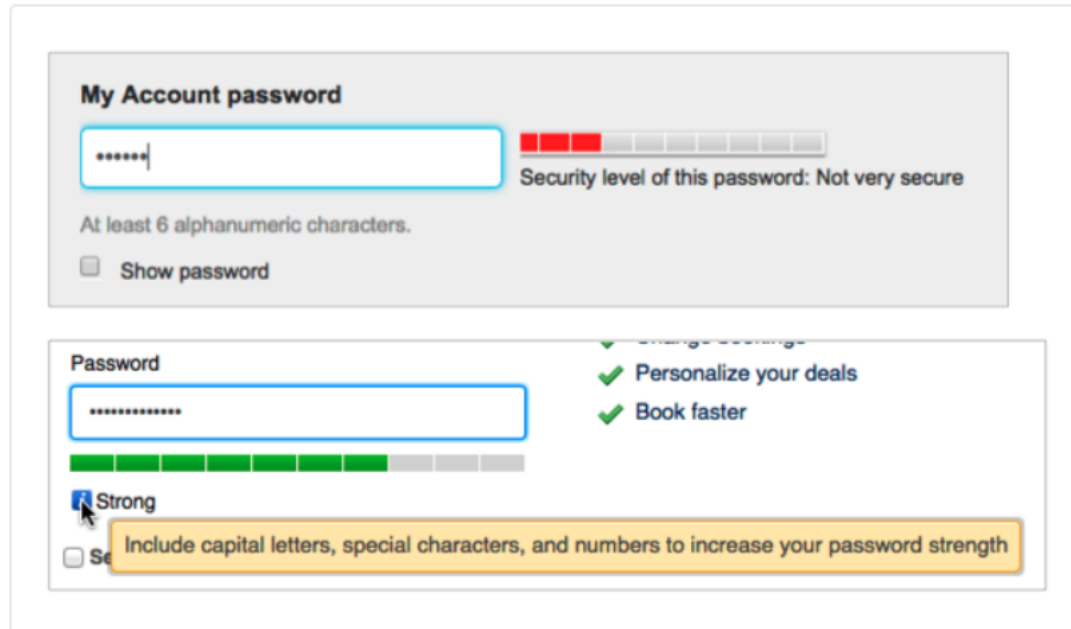 My Account password
••••••
Security level of this password: Not very secure
At least 6 alphanumeric characters.
Show password
Password
•••••••••••••
Personalize your deals
Book faster
i Strong
Se
Include capital letters, special characters, and numbers to increase your password strength